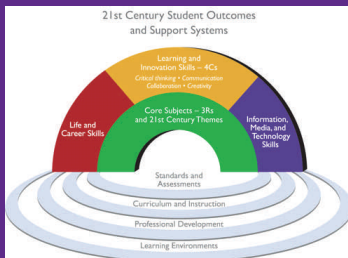 21st Century Student Outcomes
and Support Systems
Learning and
Innovation Skills – 4Cs
Critical thinking • Communication
Collaboration • Creativity
Core Subjects – 3Rs
and 21st Century Themes
Life and
Career Skills
Information,
Media, and
Technology
Skills
Standards and
Assessments
Curriculum and Instruction
Professional Development
Learning Environments